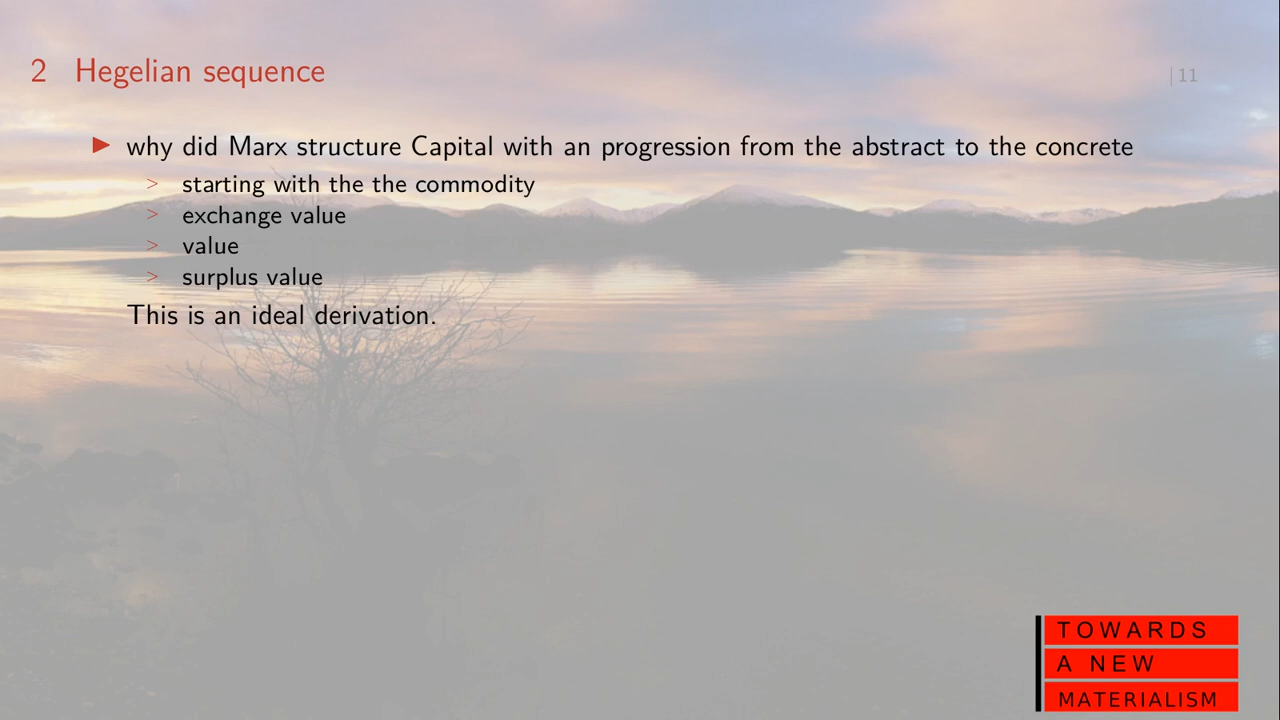 2 Hegelian sequence
| 11
▶ why did Marx structure Capital with an progression from the abstract to the concrete
> starting with the the commodity
> exchange value
> value
> surplus value
This is an ideal derivation.
TOWARDS
A NEW
MATERIALISM